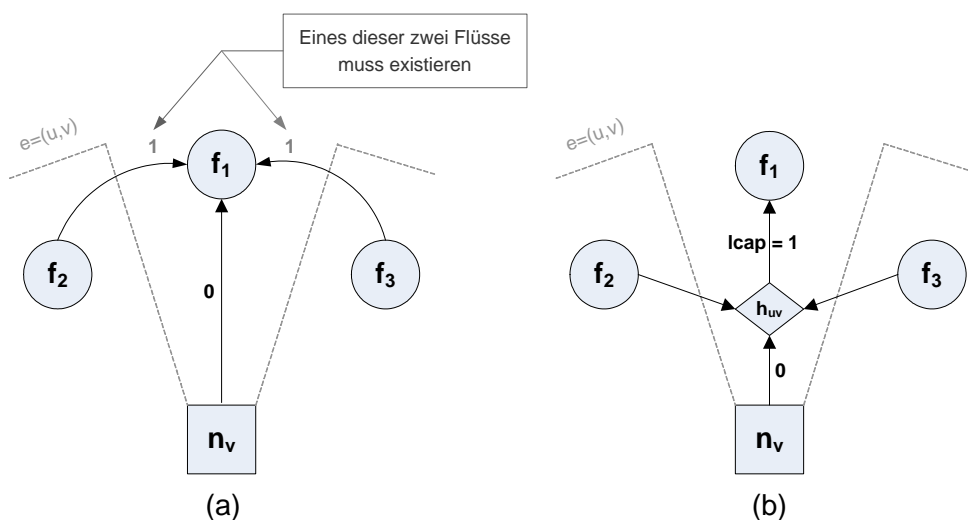 Eines dieser zwei Flüsse
muss existieren
e=(u,v)
1
1
f₁
f₂
f₃
0
nᵥ
(a)
e=(u,v)
f₁
lcap = 1
f₂
f₃
hᵤᵥ
0
nᵥ
(b)